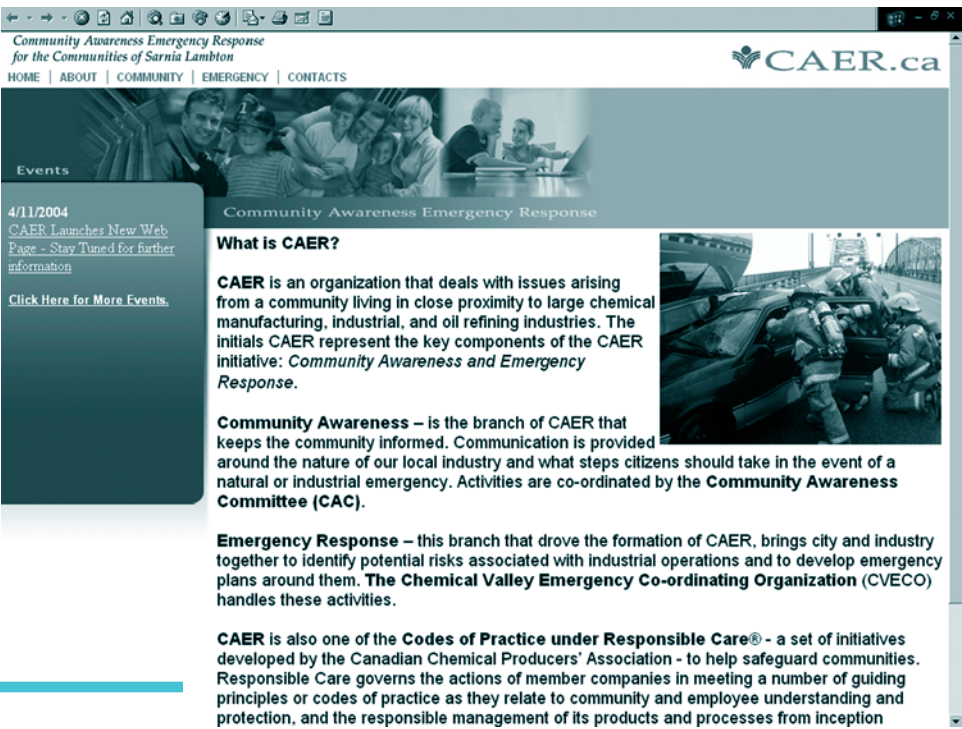 Community Awareness Emergency Response
for the Communities of Sarnia Lambton
CAER.ca
HOME | ABOUT | COMMUNITY | EMERGENCY | CONTACTS
Events
4/11/2004
CAER Launches New Web
Page - Stay Tuned for further
information
Click Here for More Events.
Community Awareness Emergency Response
What is CAER?
CAER is an organization that deals with issues arising
from a community living in close proximity to large chemical
manufacturing, industrial, and oil refining industries. The
initials CAER represent the key components of the CAER
initiative: Community Awareness and Emergency
Response.
Community Awareness – is the branch of CAER that
keeps the community informed. Communication is provided
around the nature of our local industry and what steps citizens should take in the event of a
natural or industrial emergency. Activities are co-ordinated by the Community Awareness
Committee (CAC).
Emergency Response – this branch that drove the formation of CAER, brings city and industry
together to identify potential risks associated with industrial operations and to develop emergency
plans around them. The Chemical Valley Emergency Co-ordinating Organization (CVECO)
handles these activities.
CAER is also one of the Codes of Practice under Responsible Care® - a set of initiatives
developed by the Canadian Chemical Producers' Association - to help safeguard communities.
Responsible Care governs the actions of member companies in meeting a number of guiding
principles or codes of practice as they relate to community and employee understanding and
protection, and the responsible management of its products and processes from inception